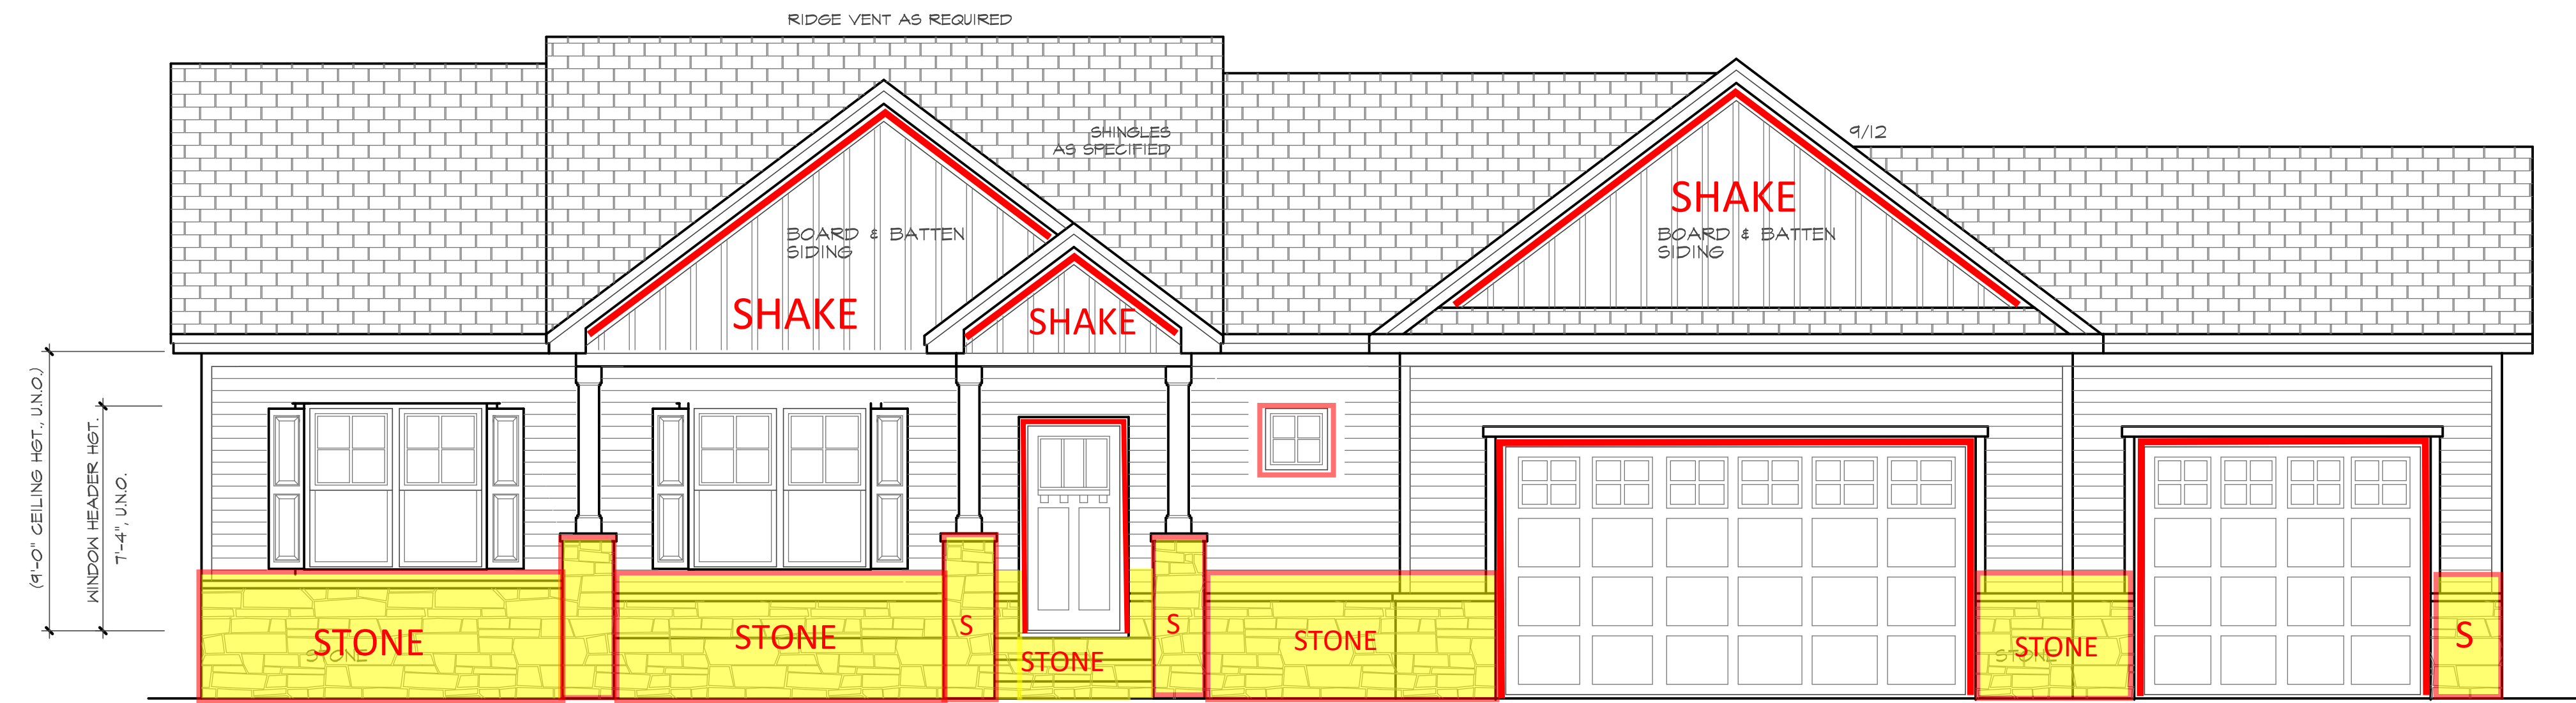 RIDGE VENT AS REQUIRED
SHINGLES
AS SPECIFIED
9/12
SHAKE
BOARD & BATTEN
SIDING
BOARD & BATTEN
SIDING
SHAKE
SHAKE
(9'-0" CEILING HGT., U.N.O.)
WINDOW HEADER HGT.
7'-4", U.N.O.
STONE
STONE
STONE
S
STONE
S
STONE
STONE
STONE
S